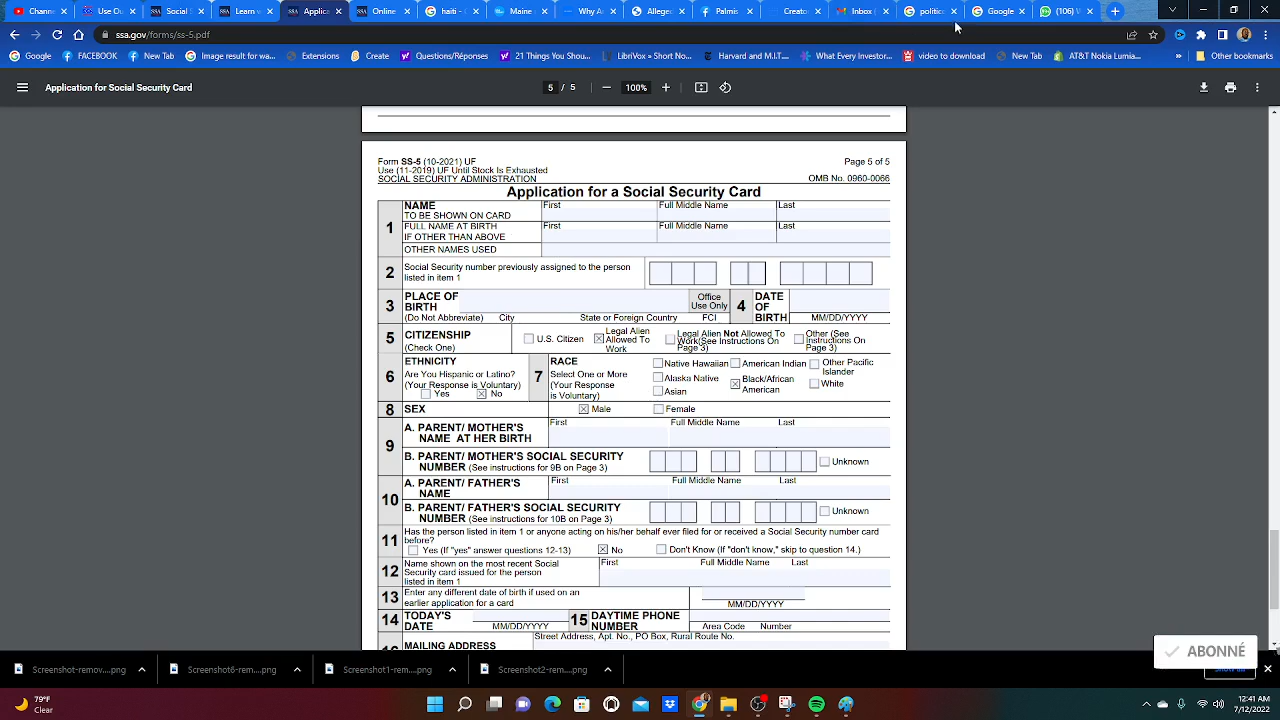 Channel
Use On
Social S
Learn v
Applica
Online
haiti - G
Maine
Why Au
Allege
Palmis
Creator
Inbox (
politics
Google
(106) V
ssa.gov/forms/ss-5.pdf
Google
FACEBOOK
New Tab
Image result for wa...
Extensions
Create
Questions/Réponses
21 Things You Shou...
LibriVox » Short No...
Harvard and M.I.T....
What Every Investor...
video to download
New Tab
AT&T Nokia Lumia...
»
Other bookmarks
Application for Social Security Card
5 / 5
100%
Form SS-5 (10-2021) UF
Page 5 of 5
Use (11-2019) UF Until Stock Is Exhausted
SOCIAL SECURITY ADMINISTRATION
OMB No. 0960-0066
Application for a Social Security Card
1
NAME
TO BE SHOWN ON CARD
First
Full Middle Name
Last
FULL NAME AT BIRTH
IF OTHER THAN ABOVE
First
Full Middle Name
Last
OTHER NAMES USED
2
Social Security number previously assigned to the person
listed in item 1
3
PLACE OF
BIRTH
(Do Not Abbreviate)
City
State or Foreign Country
Office
Use Only
FCI
4
DATE
OF
BIRTH
MM/DD/YYYY
5
CITIZENSHIP
(Check One)
U.S. Citizen
Legal Alien
Allowed To
Work
Legal Alien Not Allowed To
Work(See Instructions On
Page 3)
Other (See
Instructions On
Page 3)
6
ETHNICITY
Are You Hispanic or Latino?
(Your Response is Voluntary)
Yes
No
7
RACE
Select One or More
(Your Response
is Voluntary)
Native Hawaiian
Alaska Native
Asian
American Indian
Black/African
American
Other Pacific
Islander
White
8
SEX
Male
Female
9
A. PARENT/ MOTHER'S
NAME AT HER BIRTH
First
Full Middle Name
Last
B. PARENT/ MOTHER'S SOCIAL SECURITY
NUMBER (See instructions for 9B on Page 3)
Unknown
10
A. PARENT/ FATHER'S
NAME
First
Full Middle Name
Last
B. PARENT/ FATHER'S SOCIAL SECURITY
NUMBER (See instructions for 10B on Page 3)
Unknown
11
Has the person listed in item 1 or anyone acting on his/her behalf ever filed for or received a Social Security number card
before?
Yes (If "yes" answer questions 12-13)
No
Don't Know (If "don't know," skip to question 14.)
12
Name shown on the most recent Social
Security card issued for the person
listed in item 1
First
Full Middle Name
Last
13
Enter any different date of birth if used on an
earlier application for a card
MM/DD/YYYY
14
TODAY'S
DATE
MM/DD/YYYY
15
DAYTIME PHONE
NUMBER
Area Code
Number
MAILING ADDRESS
Street Address, Apt. No., PO Box, Rural Route No.
ABONNÉ
Screenshot-remov....png
Screenshot6-rem....png
Screenshot1-rem....png
Screenshot2-rem....png
79°F
Clear
12:41 AM
7/12/2022